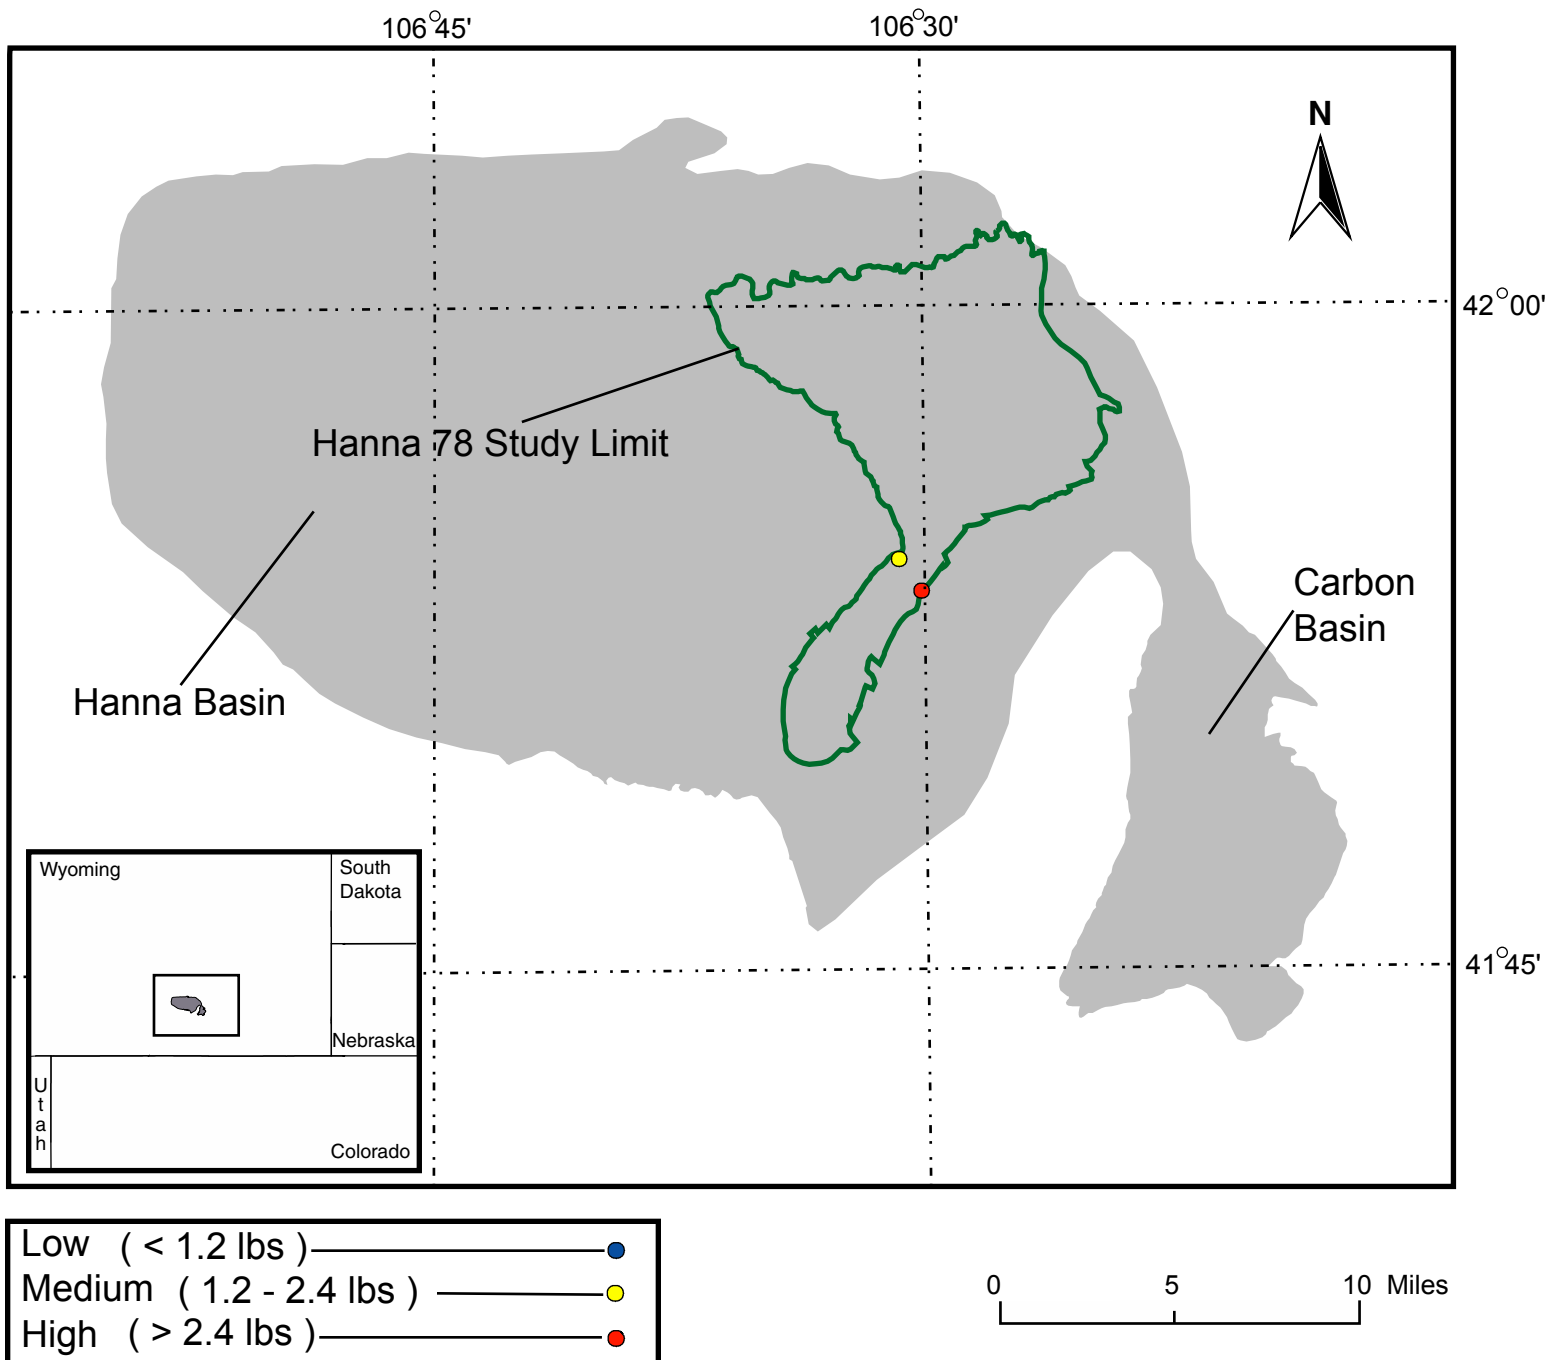 106°45'
106°30'
N
42°00'
Hanna 78 Study Limit
Carbon
Basin
Hanna Basin
Wyoming
South
Dakota
41°45'
Nebraska
Utah
Colorado
Low ( < 1.2 lbs )
Medium ( 1.2 - 2.4 lbs )
High ( > 2.4 lbs )
0 5 10 Miles